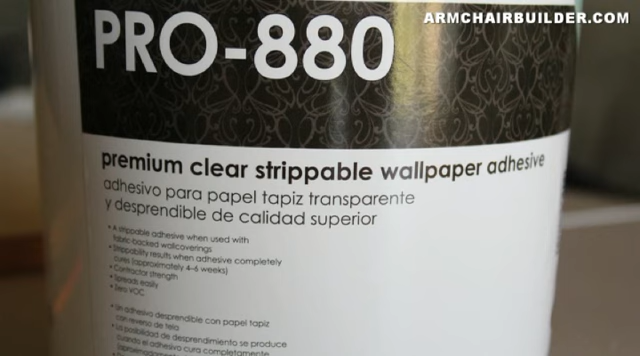 ARMCHAIRBUILDER.COM
PRO-880
premium clear strippable wallpaper adhesive
adhesivo para papel tapiz transparente
y desprendible de calidad superior
• A strippable adhesive when used with
fabric-backed wallcoverings
• Strippability results when adhesive completely
cures (approximately 4-6 weeks)
• Contractor strength
• Spreads easily
• Zero VOC
• Un adhesivo desprendible con papel tapiz
con reverso de tela
• La posibilidad de desprendimiento se produce
cuando el adhesivo cura completamente